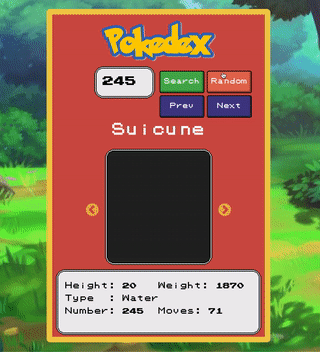 Pokedex
245
Search
Random
Prev
Next
Suicune
Height: 20 Weight: 1870
Type : Water
Number: 245 Moves: 71